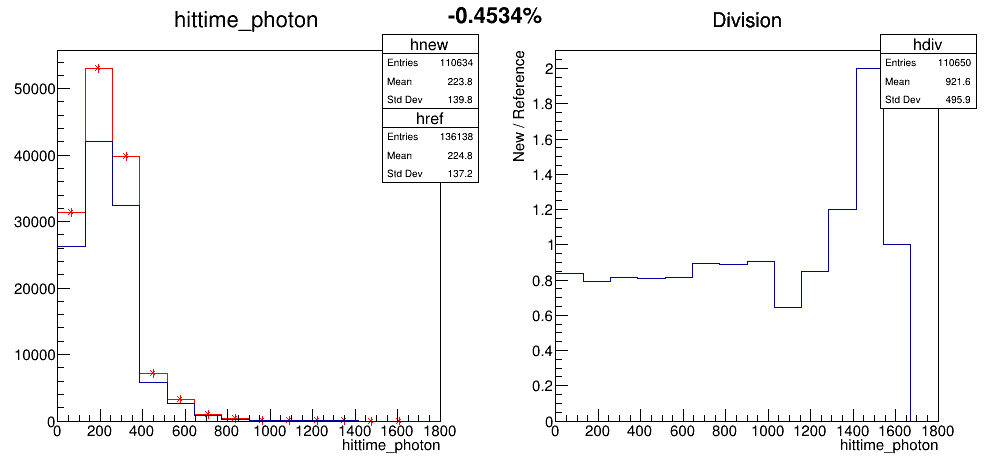 -0.4534%
hittime_photon
hnew
Entries 110634
Mean 223.8
Std Dev 139.8
href
Entries 136138
Mean 224.8
Std Dev 137.2
50000
40000
30000
20000
10000
0
0 200 400 600 800 1000 1200 1400 1600 1800
hittime_photon
Division
hdiv
Entries 110650
Mean 921.6
Std Dev 495.9
New / Reference
2
1.8
1.6
1.4
1.2
1
0.8
0.6
0.4
0.2
0
0 200 400 600 800 1000 1200 1400 1600 1800
hittime_photon